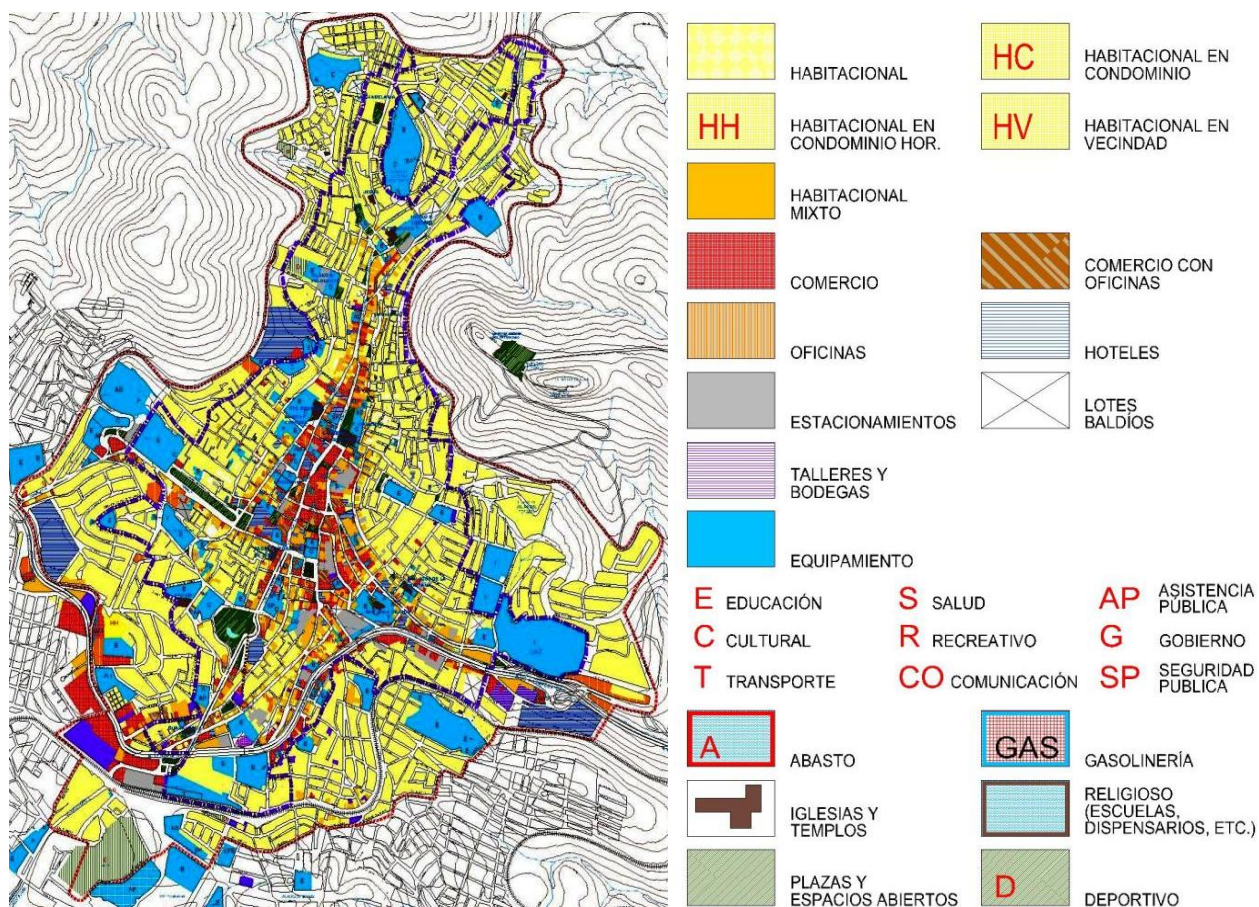 HABITACIONAL
HC
HABITACIONAL EN
CONDOMINIO
HH
HABITACIONAL EN
CONDOMINIO HOR.
HV
HABITACIONAL EN
VECINDAD
HABITACIONAL
MIXTO
COMERCIO
COMERCIO CON
OFICINAS
OFICINAS
HOTELES
ESTACIONAMIENTOS
LOTES
BALDÍOS
TALLERES Y
BODEGAS
EQUIPAMIENTO
E EDUCACIÓN
S SALUD
AP ASISTENCIA
PÚBLICA
C CULTURAL
R RECREATIVO
G GOBIERNO
T TRANSPORTE
CO COMUNICACIÓN
SP SEGURIDAD
PUBLICA
A
ABASTO
GAS
GASOLINERÍA
IGLESIAS Y
TEMPLOS
RELIGIOSO
(ESCUELAS,
DISPENSARIOS, ETC.)
PLAZAS Y
ESPACIOS ABIERTOS
D
DEPORTIVO